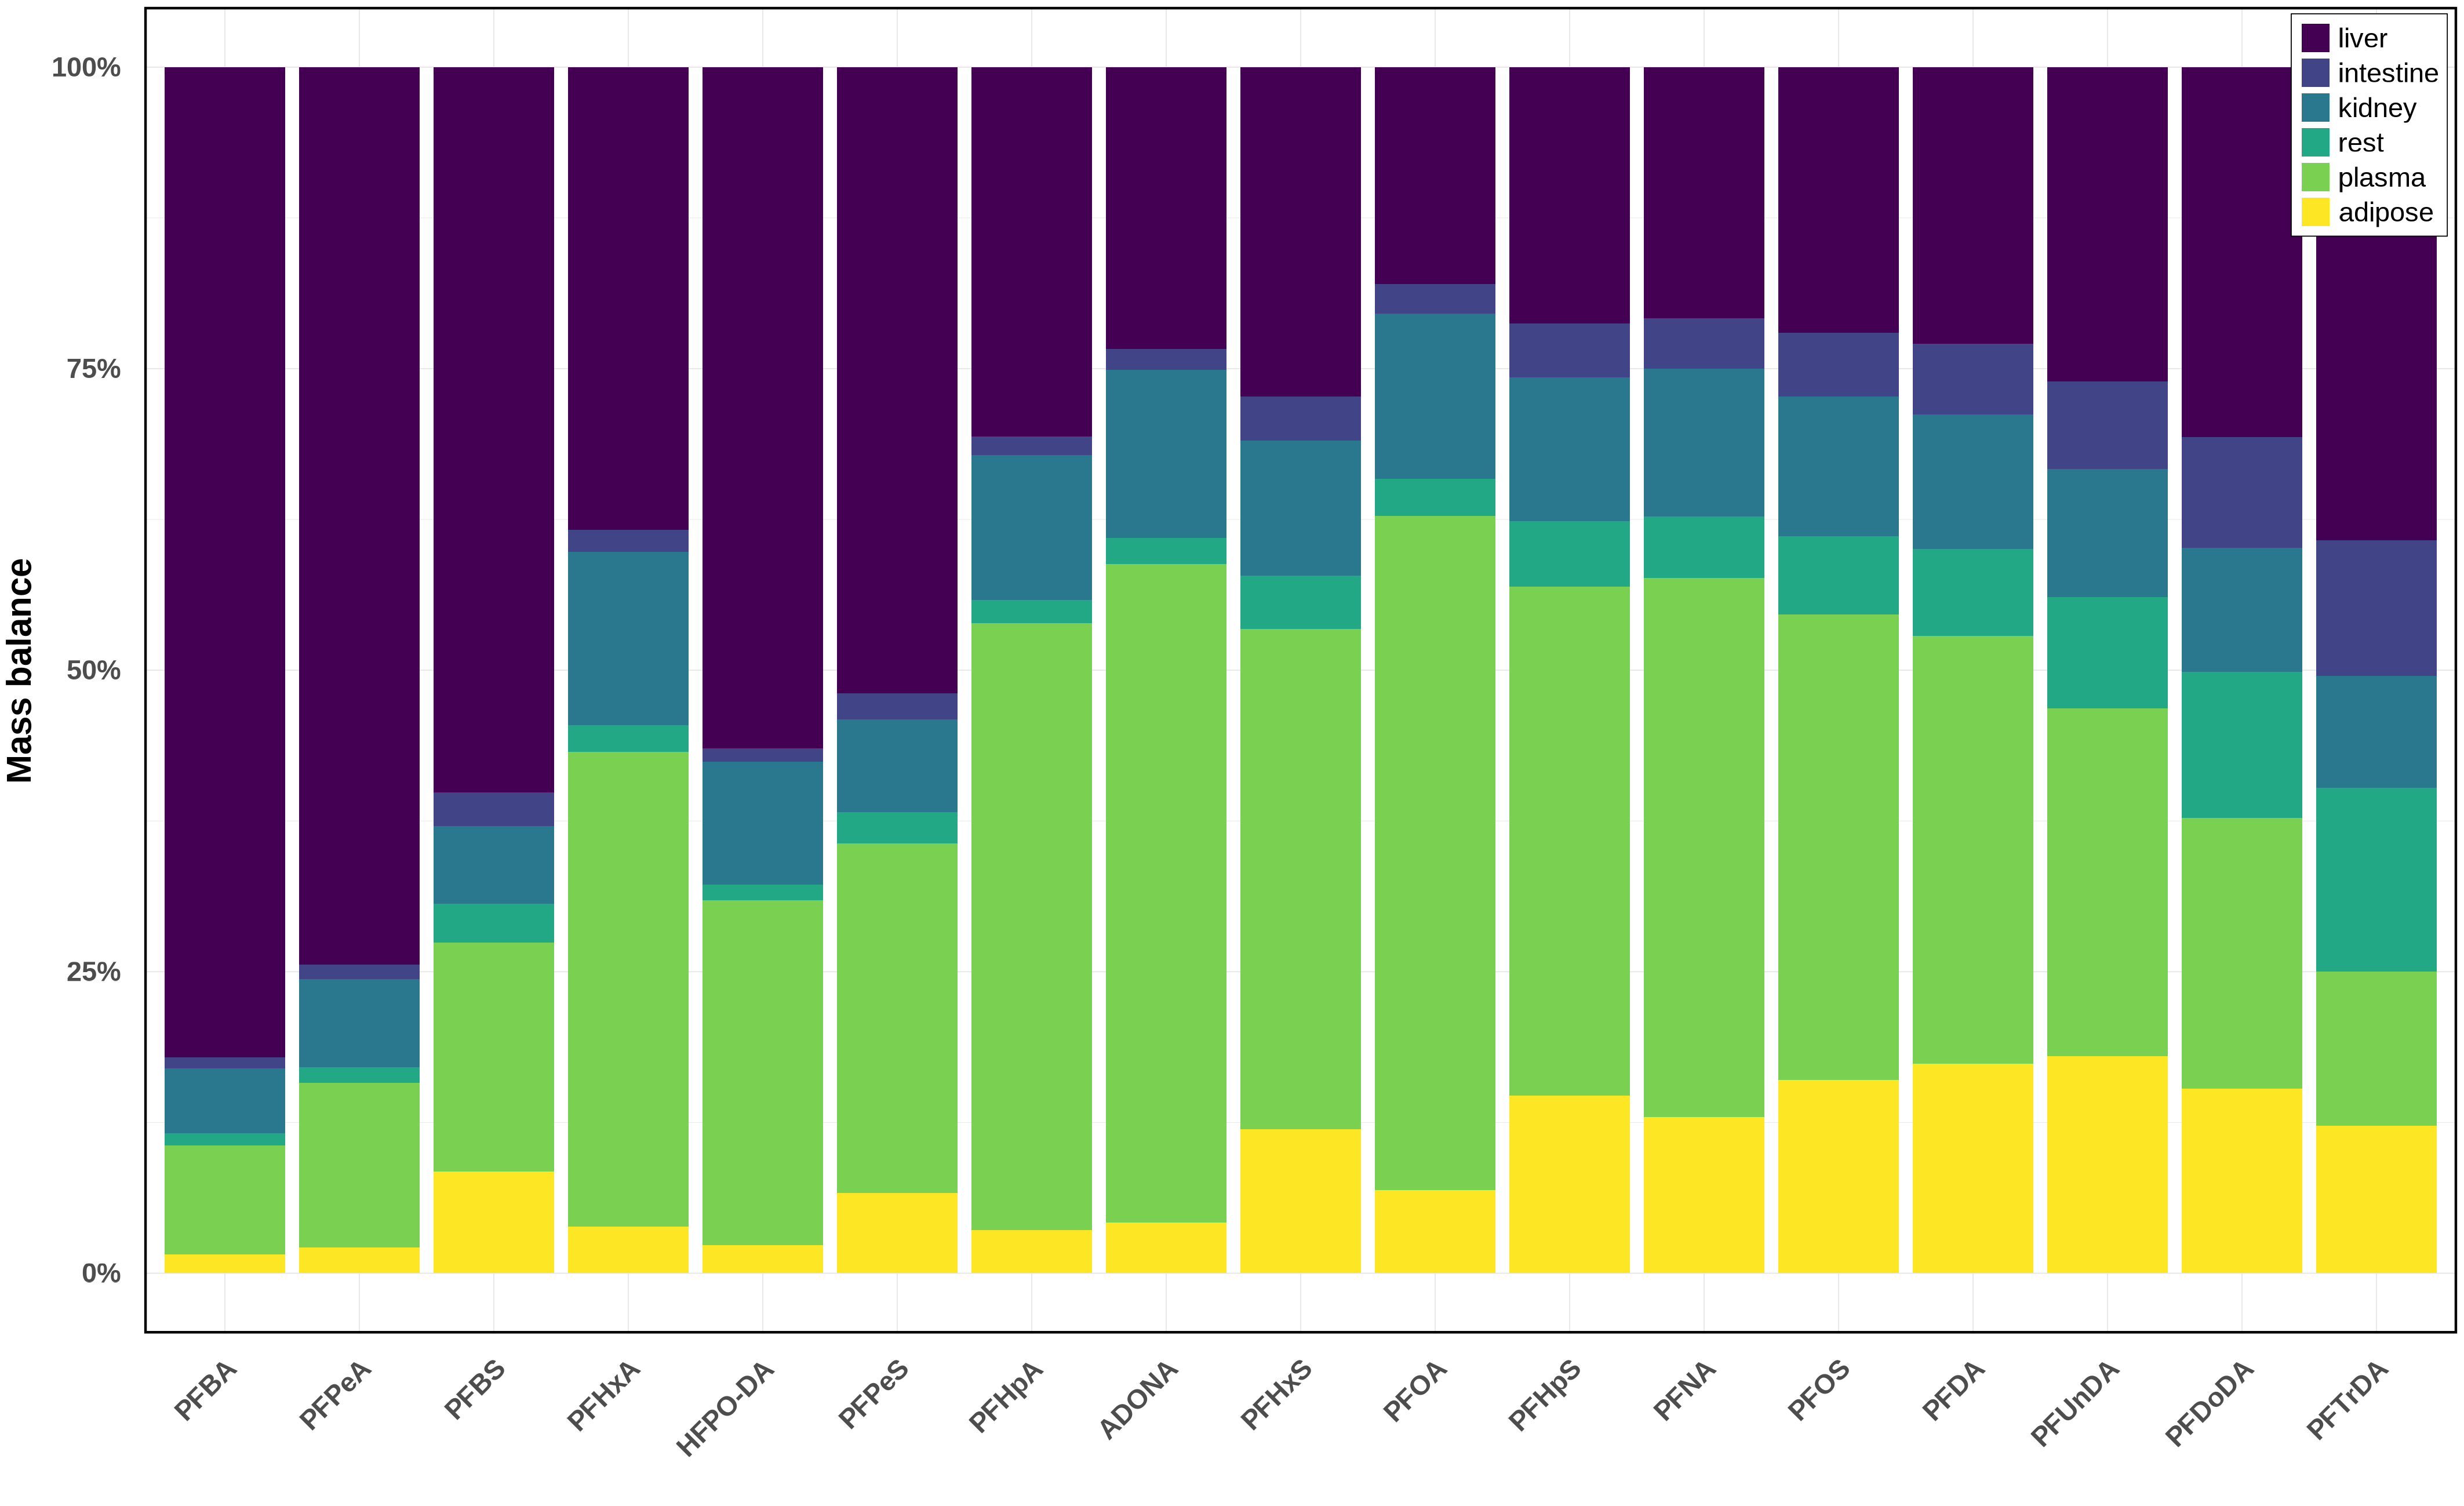 Mass balance
100%
75%
50%
25%
0%
liver
intestine
kidney
rest
plasma
adipose
PFBA
PFPeA
PFBS
PFHxA
HFPO-DA
PFPeS
PFHpA
ADONA
PFHxS
PFOA
PFHpS
PFNA
PFOS
PFDA
PFUnDA
PFDoDA
PFTrDA